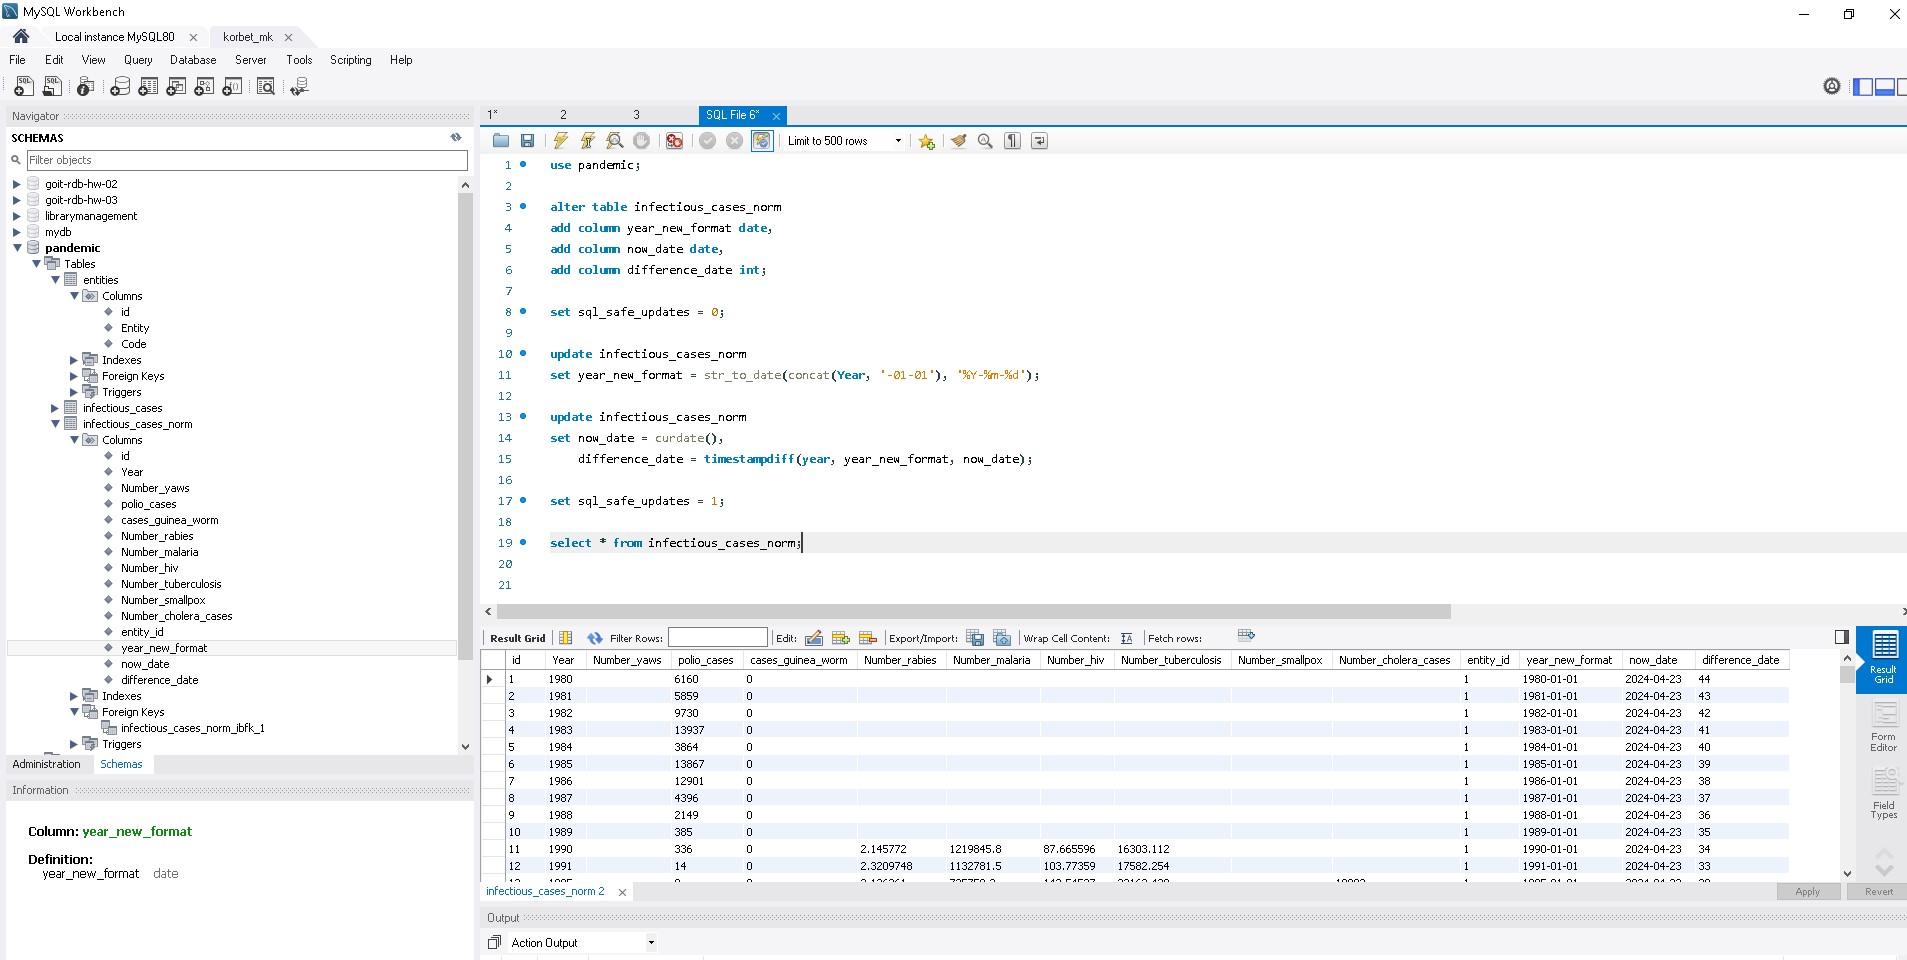 MySQL Workbench
Local instance MySQL80
korbet_mk
File Edit View Query Database Server Tools Scripting Help
Navigator
SCHEMAS
Filter objects
goit-rdb-hw-02
goit-rdb-hw-03
librarymanagement
mydb
pandemic
Tables
entities
Columns
id
Entity
Code
Indexes
Foreign Keys
Triggers
infectious_cases
infectious_cases_norm
Columns
id
Year
Number_yaws
polio_cases
cases_guinea_worm
Number_rabies
Number_malaria
Number_hiv
Number_tuberculosis
Number_smallpox
Number_cholera_cases
entity_id
year_new_format
now_date
difference_date
Indexes
Foreign Keys
infectious_cases_norm_ibfk_1
Triggers
Administration Schemas
Information
Column: year_new_format
Definition:
year_new_format date
1* 2 3 SQL File 6*
Limit to 500 rows
1 use pandemic;
2
3 alter table infectious_cases_norm
4 add column year_new_format date,
5 add column now_date date,
6 add column difference_date int;
7
8 set sql_safe_updates = 0;
9
10 update infectious_cases_norm
11 set year_new_format = str_to_date(concat(Year, '-01-01'), '%Y-%m-%d');
12
13 update infectious_cases_norm
14 set now_date = curdate(),
15 difference_date = timestampdiff(year, year_new_format, now_date);
16
17 set sql_safe_updates = 1;
18
19 select * from infectious_cases_norm;
20
21
Result Grid Filter Rows: Edit: Export/Import: Wrap Cell Content: Fetch rows:
id Year Number_yaws polio_cases cases_guinea_worm Number_rabies Number_malaria Number_hiv Number_tuberculosis Number_smallpox Number_cholera_cases entity_id year_new_format now_date difference_date
1 1980 6160 0 1 1980-01-01 2024-04-23 44
2 1981 5859 0 1 1981-01-01 2024-04-23 43
3 1982 9730 0 1 1982-01-01 2024-04-23 42
4 1983 13937 0 1 1983-01-01 2024-04-23 41
5 1984 3864 0 1 1984-01-01 2024-04-23 40
6 1985 13867 0 1 1985-01-01 2024-04-23 39
7 1986 12901 0 1 1986-01-01 2024-04-23 38
8 1987 4396 0 1 1987-01-01 2024-04-23 37
9 1988 2149 0 1 1988-01-01 2024-04-23 36
10 1989 385 0 1 1989-01-01 2024-04-23 35
11 1990 336 0 2.145772 1219845.8 87.665596 16303.112 1 1990-01-01 2024-04-23 34
12 1991 14 0 2.3209748 1132781.5 103.77359 17582.254 1 1991-01-01 2024-04-23 33
Result Grid
Form Editor
Field Types
infectious_cases_norm 2
Apply Revert
Output
Action Output